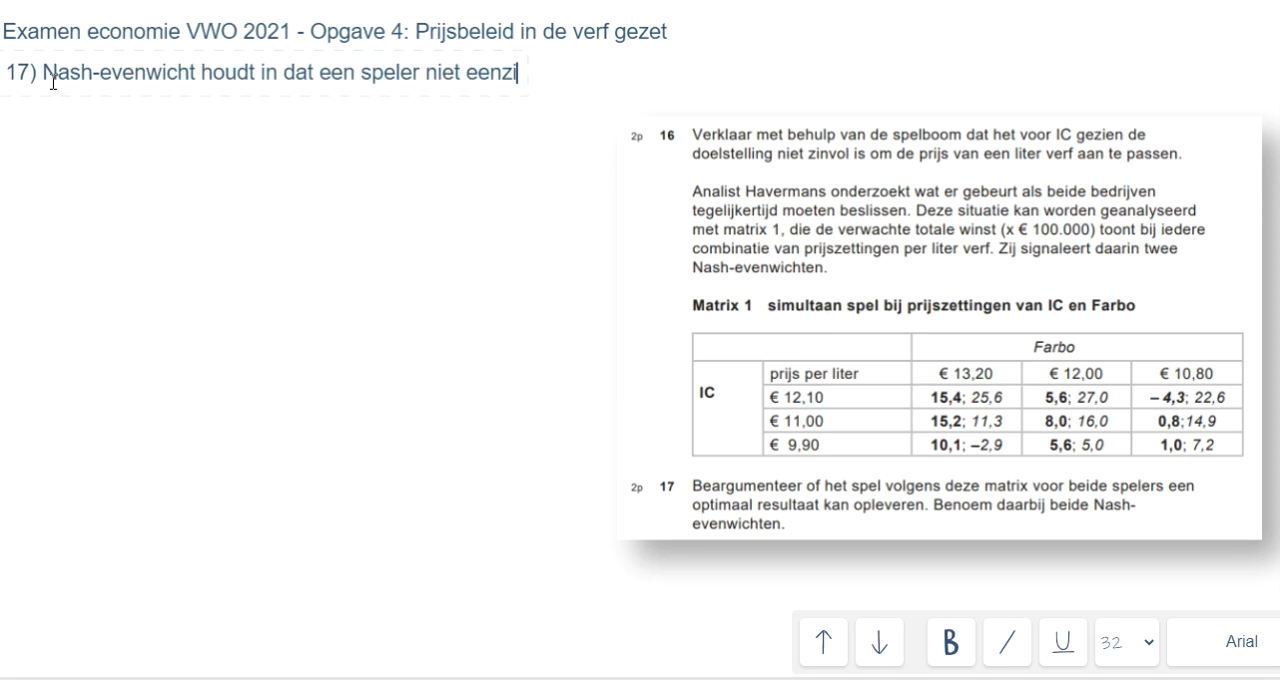 Examen economie VWO 2021 - Opgave 4: Prijsbeleid in de verf gezet
17) Nash-evenwicht houdt in dat een speler niet eenzi
2p 16 Verklaar met behulp van de spelboom dat het voor IC gezien de
doelstelling niet zinvol is om de prijs van een liter verf aan te passen.
Analist Havermans onderzoekt wat er gebeurt als beide bedrijven
tegelijkertijd moeten beslissen. Deze situatie kan worden geanalyseerd
met matrix 1, die de verwachte totale winst (x € 100.000) toont bij iedere
combinatie van prijszettingen per liter verf. Zij signaleert daarin twee
Nash-evenwichten.
Matrix 1 simultaan spel bij prijszettingen van IC en Farbo
Farbo
IC
prijs per liter € 13,20 € 12,00 € 10,80
€ 12,10 15,4; 25,6 5,6; 27,0 – 4,3; 22,6
€ 11,00 15,2; 11,3 8,0; 16,0 0,8;14,9
€ 9,90 10,1; –2,9 5,6; 5,0 1,0; 7,2
2p 17 Beargumenteer of het spel volgens deze matrix voor beide spelers een
optimaal resultaat kan opleveren. Benoem daarbij beide Nash-
evenwichten.
B / U 32 Arial